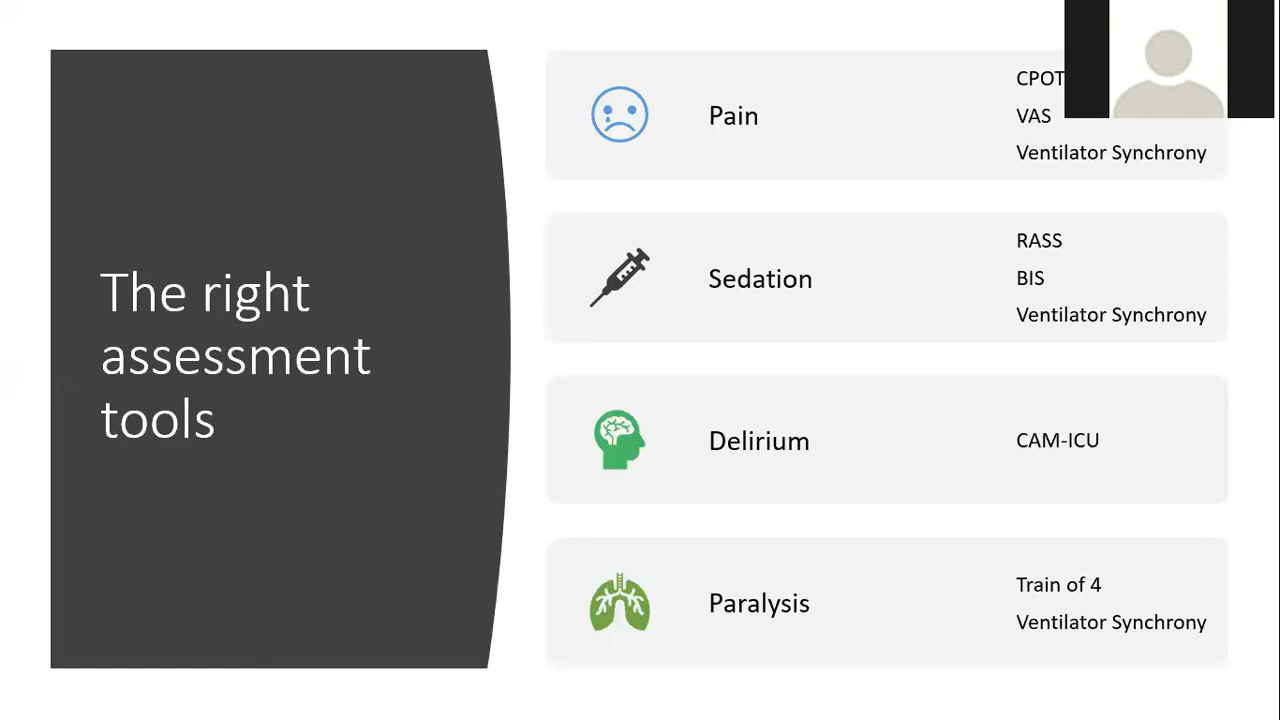 The right
assessment
tools
Pain
CPOT
VAS
Ventilator Synchrony
Sedation
RASS
BIS
Ventilator Synchrony
Delirium
CAM-ICU
Paralysis
Train of 4
Ventilator Synchrony